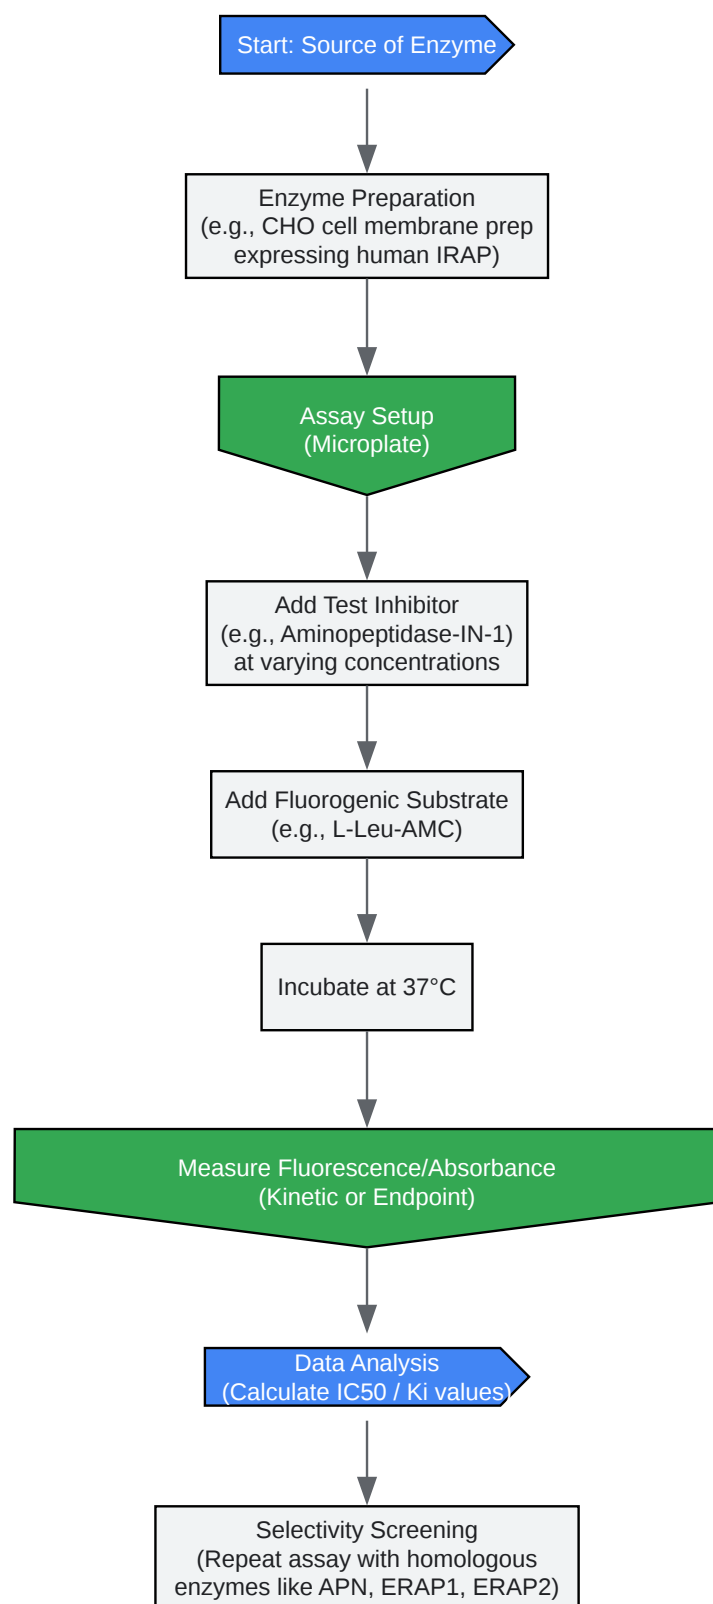 Start: Source of Enzyme
Enzyme Preparation
(e.g., CHO cell membrane prep
expressing human IRAP)
Assay Setup
(Microplate)
Add Test Inhibitor
(e.g., Aminopeptidase-IN-1)
at varying concentrations
Add Fluorogenic Substrate
(e.g., L-Leu-AMC)
Incubate at 37°C
Measure Fluorescence/Absorbance
(Kinetic or Endpoint)
Data Analysis
(Calculate IC50 / Ki values)
Selectivity Screening
(Repeat assay with homologous
enzymes like APN, ERAP1, ERAP2)